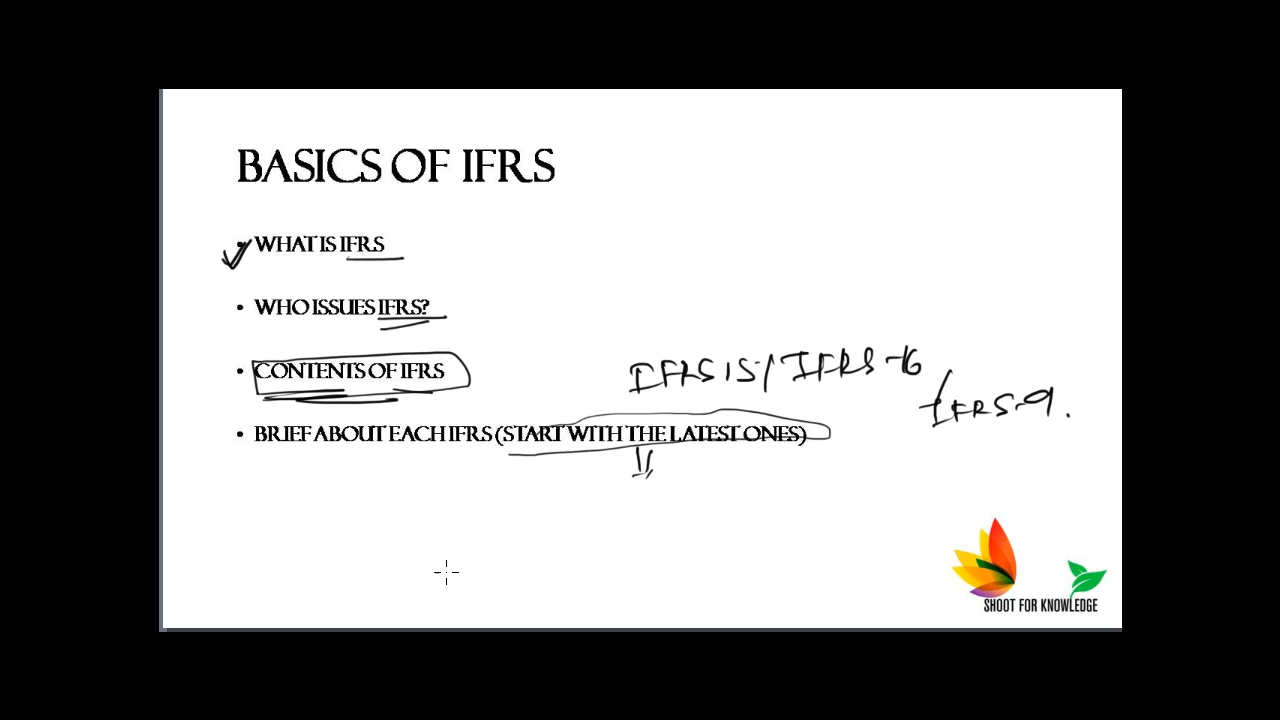 BASICS OF IFRS
• WHAT IS IFRS
• WHO ISSUES IFRS?
• CONTENTS OF IFRS
IFRS 15 / IFRS-16
IFRS-9.
• BRIEF ABOUT EACH IFRS (START WITH THE LATEST ONES)
SHOOT FOR KNOWLEDGE